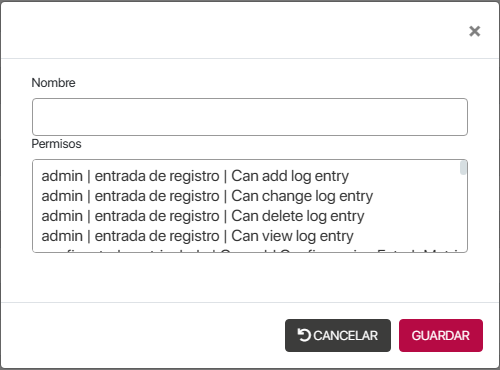 ×
Nombre
Permisos
admin | entrada de registro | Can add log entry
admin | entrada de registro | Can change log entry
admin | entrada de registro | Can delete log entry
admin | entrada de registro | Can view log entry
CANCELAR
GUARDAR